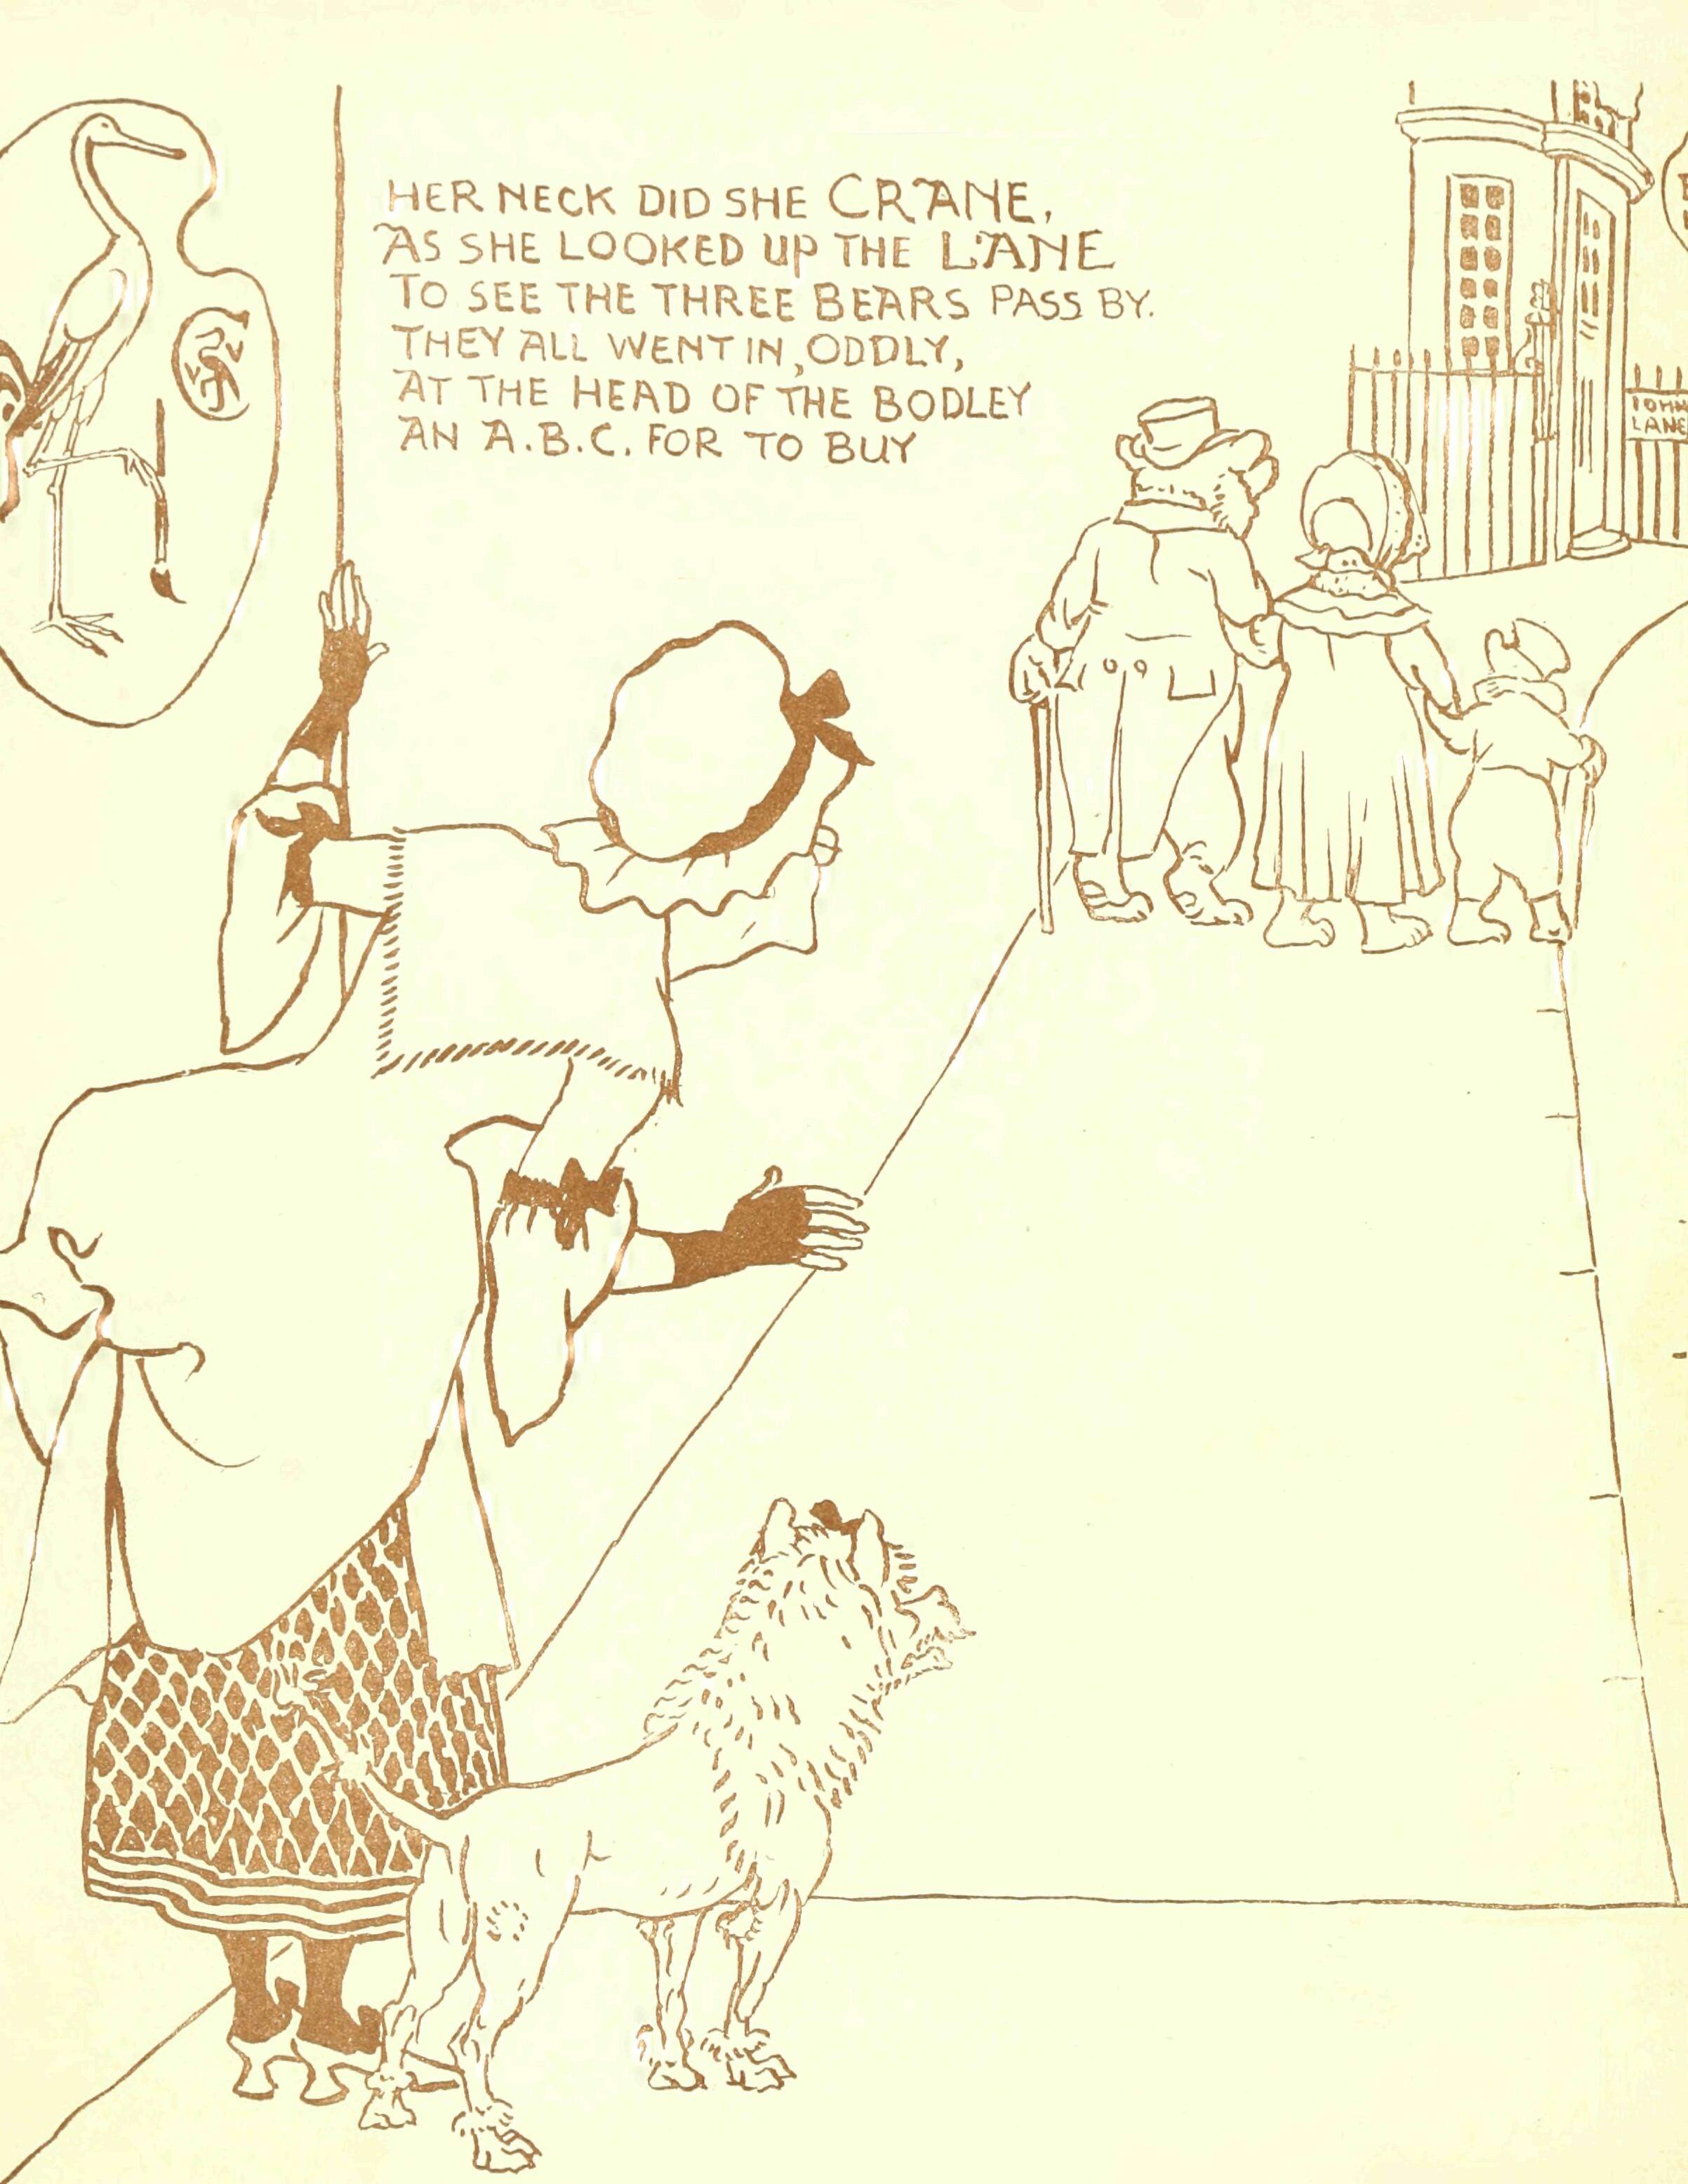 HER NECK DID SHE CRANE,
AS SHE LOOKED UP THE LANE
TO SEE THE THREE BEARS PASS BY.
THEY ALL WENT IN, ODDLY,
AT THE HEAD OF THE BODLEY
AN A.B.C. FOR TO BUY
JOHN
LANE